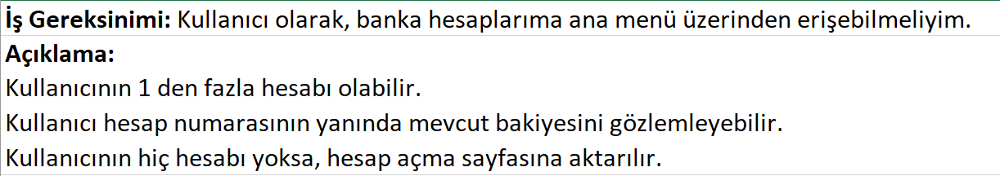 İş Gereksinimi: Kullanıcı olarak, banka hesaplarıma ana menü üzerinden erişebilmeliyim.
Açıklama:
Kullanıcının 1 den fazla hesabı olabilir.
Kullanıcı hesap numarasının yanında mevcut bakiyesini gözlemleyebilir.
Kullanıcının hiç hesabı yoksa, hesap açma sayfasına aktarılır.